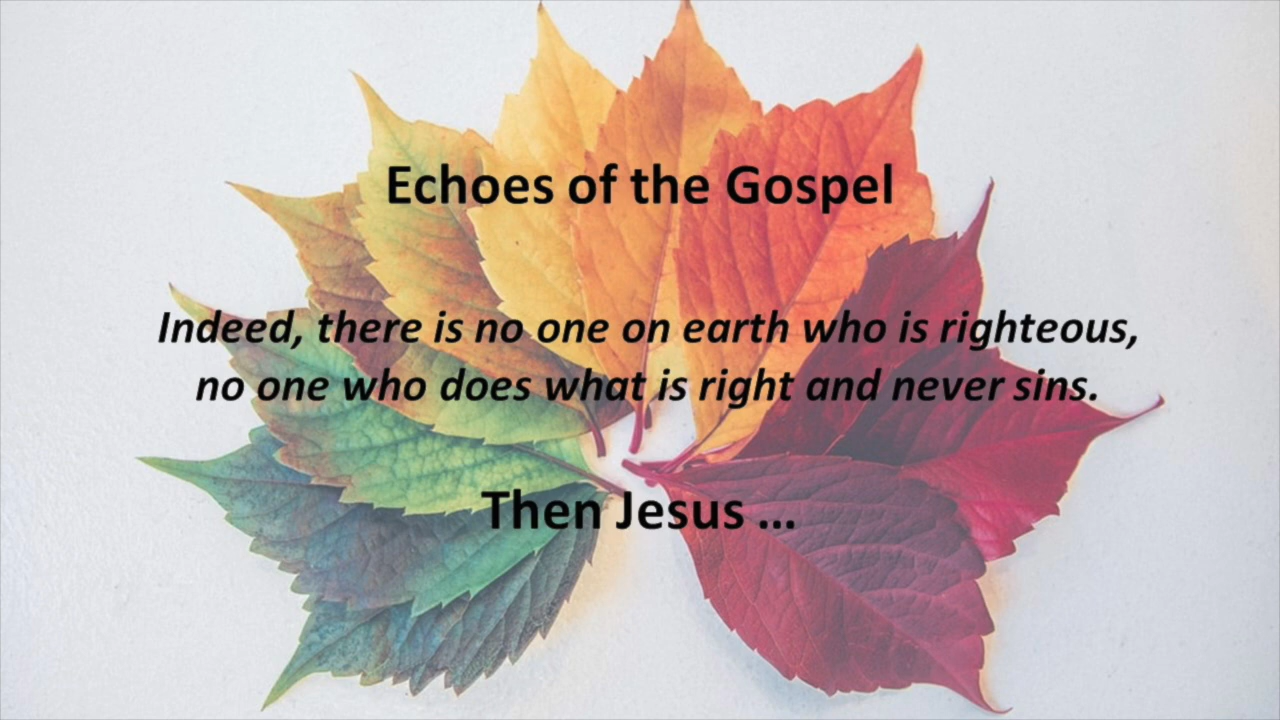 Echoes of the Gospel
Indeed, there is no one on earth who is righteous,
no one who does what is right and never sins.
Then Jesus ...